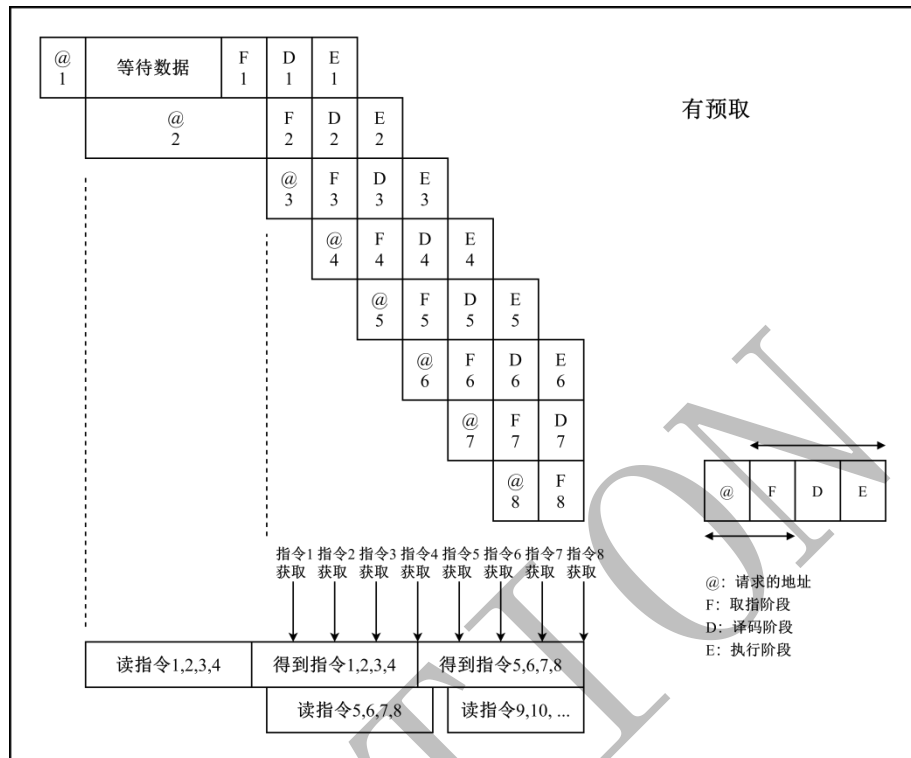 @ 1
等待数据
F 1
D 1
E 1
有预取
@ 2
F 2
D 2
E 2
@ 3
F 3
D 3
E 3
@ 4
F 4
D 4
E 4
@ 5
F 5
D 5
E 5
@ 6
F 6
D 6
E 6
@ 7
F 7
D 7
@ 8
F 8
@
F
D
E
指令1 指令2 指令3 指令4 指令5 指令6 指令7 指令8
获取 获取 获取 获取 获取 获取 获取 获取
@：请求的地址
F：取指阶段
D：译码阶段
E：执行阶段
读指令1,2,3,4
得到指令1,2,3,4
得到指令5,6,7,8
读指令5,6,7,8
读指令9,10, ...
TION